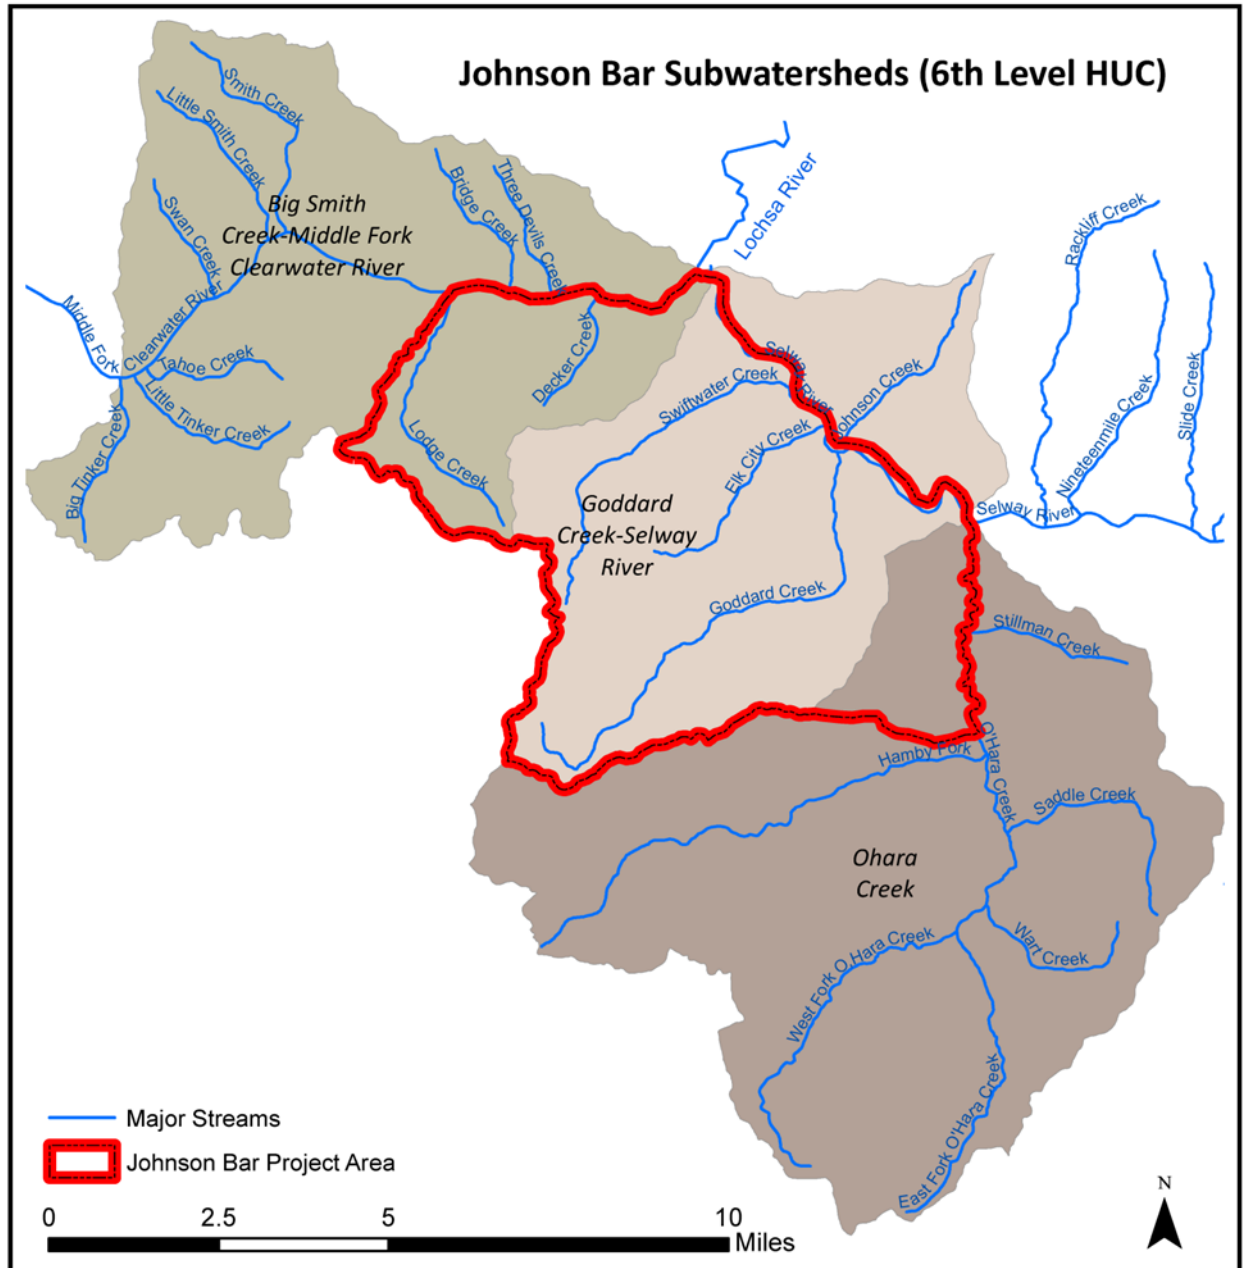 Johnson Bar Subwatersheds (6th Level HUC)
Smith Creek
Little Smith Creek
Swan Creek
Big Smith
Creek-Middle Fork
Clearwater River
Bridge Creek
Three Devils Creek
Lochsa River
Rackliff Creek
Middle Fork Clearwater River
Tahoe Creek
Little Tinker Creek
Big Tinker Creek
Decker Creek
Lodge Creek
Selway River
Swiftwater Creek
Johnson Creek
Elk City Creek
Nineteenmile Creek
Slide Creek
Selway River
Goddard
Creek-Selway
River
Goddard Creek
Stillman Creek
Hamby Fork
O'Hara Creek
Saddle Creek
Ohara
Creek
West Fork O'Hara Creek
Wart Creek
East Fork O'Hara Creek
Major Streams
Johnson Bar Project Area
0 2.5 5 10
Miles
N